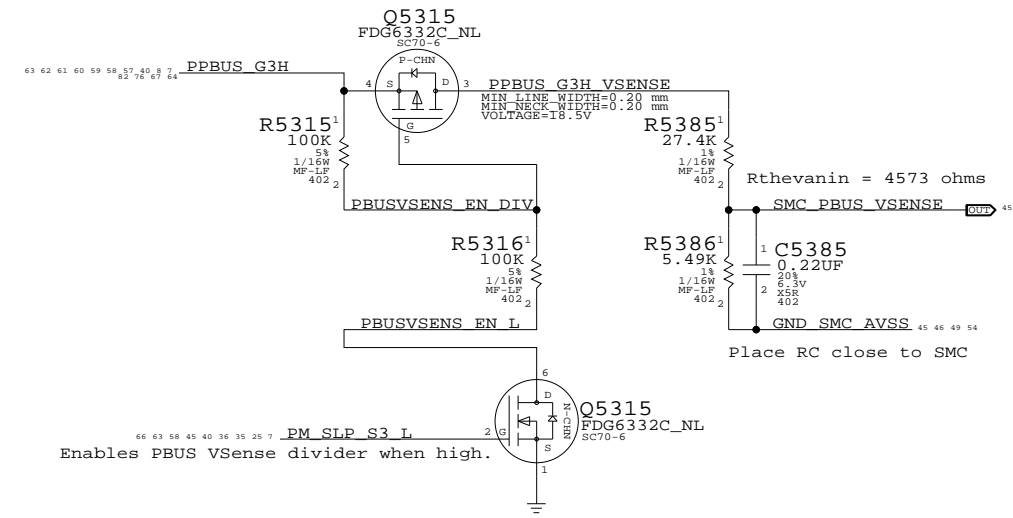 Q5315
FDG6332C_NL
SC70-6
P-CHN
63 62 61 60 59 58 57 40 8 7
82 76 67 64
PPBUS_G3H
4
S
D
3
G
5
PPBUS_G3H_VSENSE
MIN_LINE_WIDTH=0.20 mm
MIN_NECK_WIDTH=0.20 mm
VOLTAGE=18.5V
R5315
1
100K
5%
1/16W
MF-LF
402
2
R5385
1
27.4K
1%
1/16W
MF-LF
402
2
Rthevanin = 4573 ohms
PBUSVSENS_EN_DIV
SMC_PBUS_VSENSE
OUT
45
R5316
1
100K
5%
1/16W
MF-LF
402
2
R5386
1
5.49K
1%
1/16W
MF-LF
402
2
1
C5385
0.22UF
20%
6.3V
X5R
402
2
PBUSVSENS_EN_L
GND_SMC_AVSS
45 46 49 54
Place RC close to SMC
6
D
N-CHN
Q5315
FDG6332C_NL
SC70-6
66 63 58 45 40 36 35 25 7
PM_SLP_S3_L
2
G
S
1
Enables PBUS VSense divider when high.